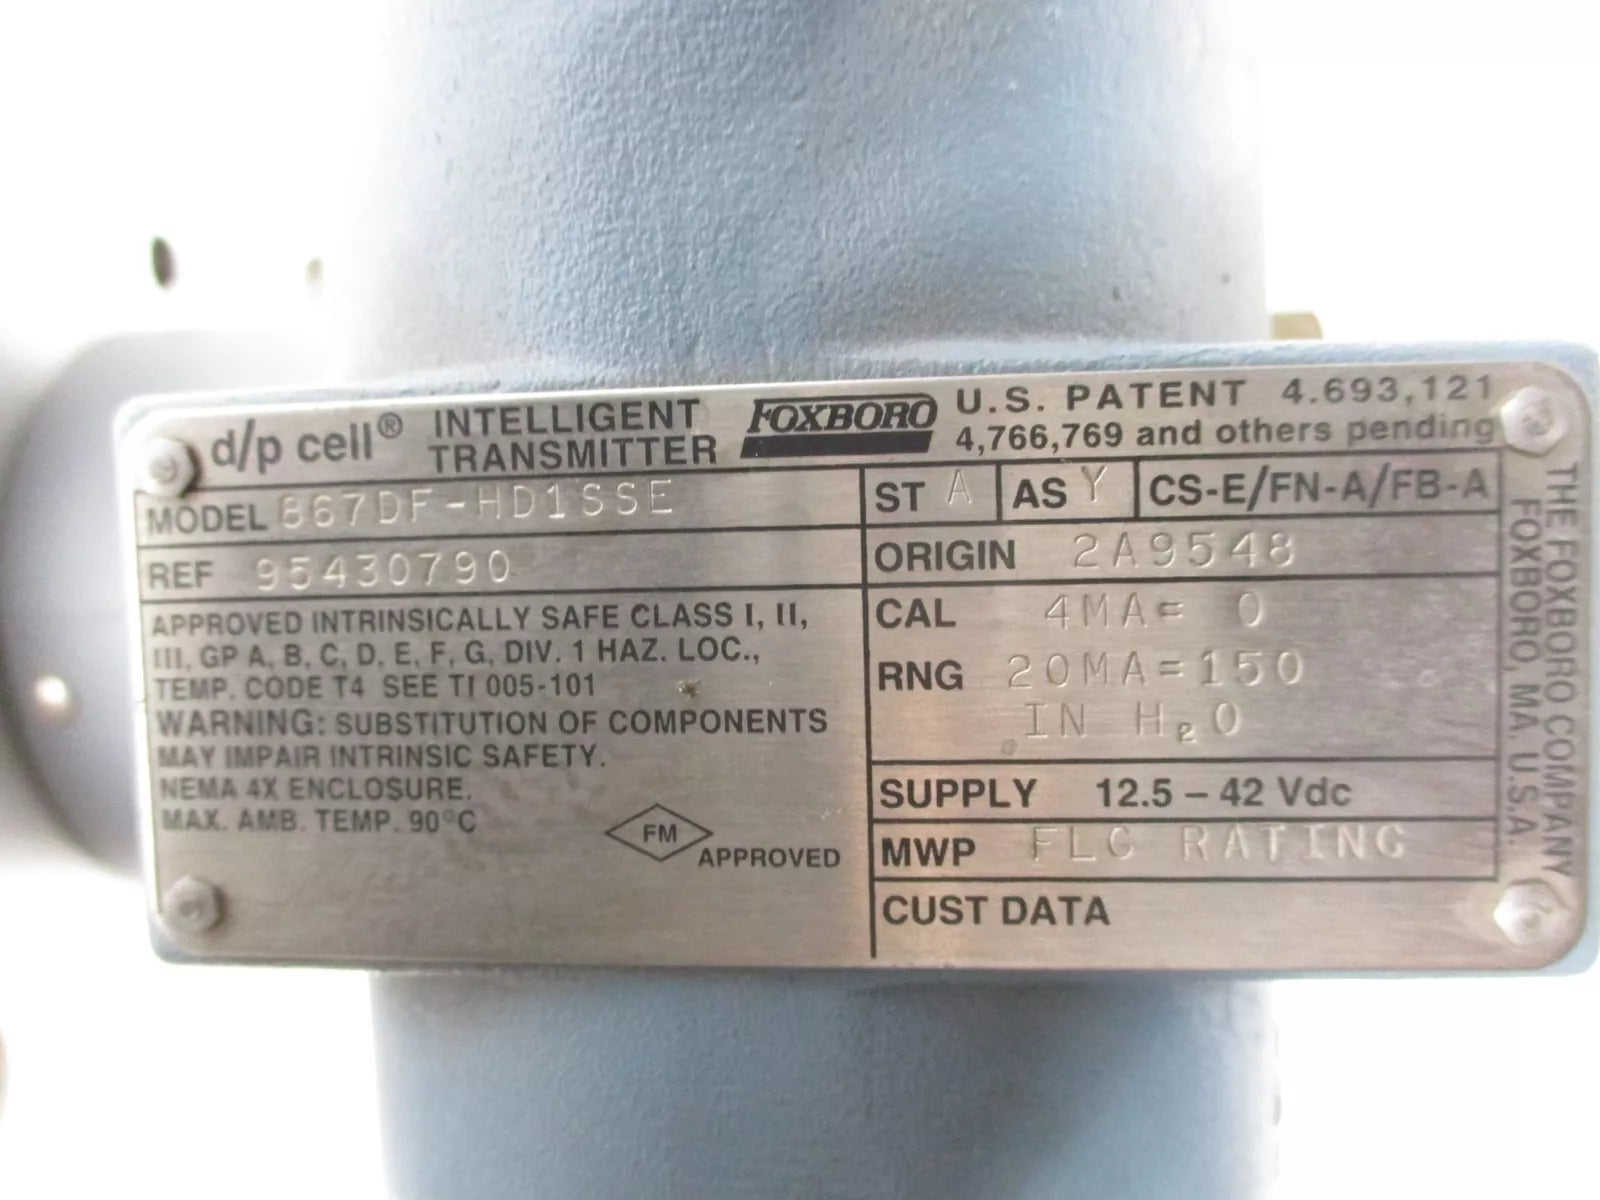 d/p cell® INTELLIGENT TRANSMITTER
FOXBORO
U.S. PATENT 4.693,121
4,766,769 and others pending
MODEL 867DF-HD1SSE
REF 95430790
APPROVED INTRINSICALLY SAFE CLASS I, II,
III, GP A, B, C, D, E, F, G, DIV. 1 HAZ. LOC.,
TEMP. CODE T4 SEE TI 005-101
WARNING: SUBSTITUTION OF COMPONENTS
MAY IMPAIR INTRINSIC SAFETY.
NEMA 4X ENCLOSURE.
MAX. AMB. TEMP. 90°C
FM APPROVED
ST A AS Y CS-E/FN-A/FB-A
ORIGIN 2A9548
CAL 4MA= 0
RNG 20MA=150
IN H₂O
SUPPLY 12.5 – 42 Vdc
MWP FLG RATING
CUST DATA
THE FOXBORO COMPANY
FOXBORO, MA. U.S.A.